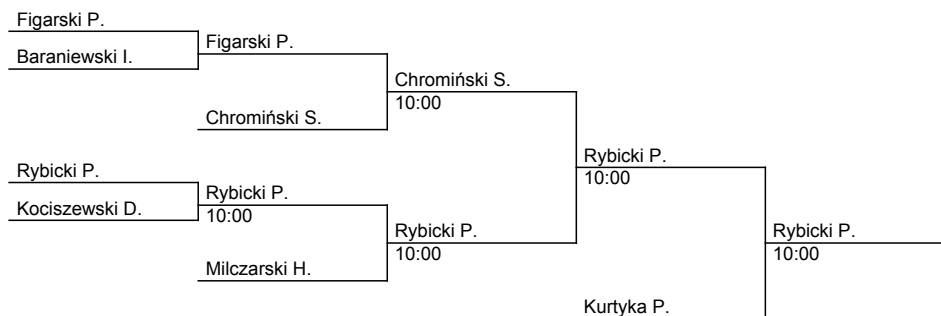 Figarski P.
Baraniewski I.
Figarski P.
Chromiński S.
Chromiński S.
10:00
Rybicki P.
Kociszewski D.
Rybicki P.
10:00
Milczarski H.
Rybicki P.
10:00
Rybicki P.
10:00
Kurtyka P.
Rybicki P.
10:00